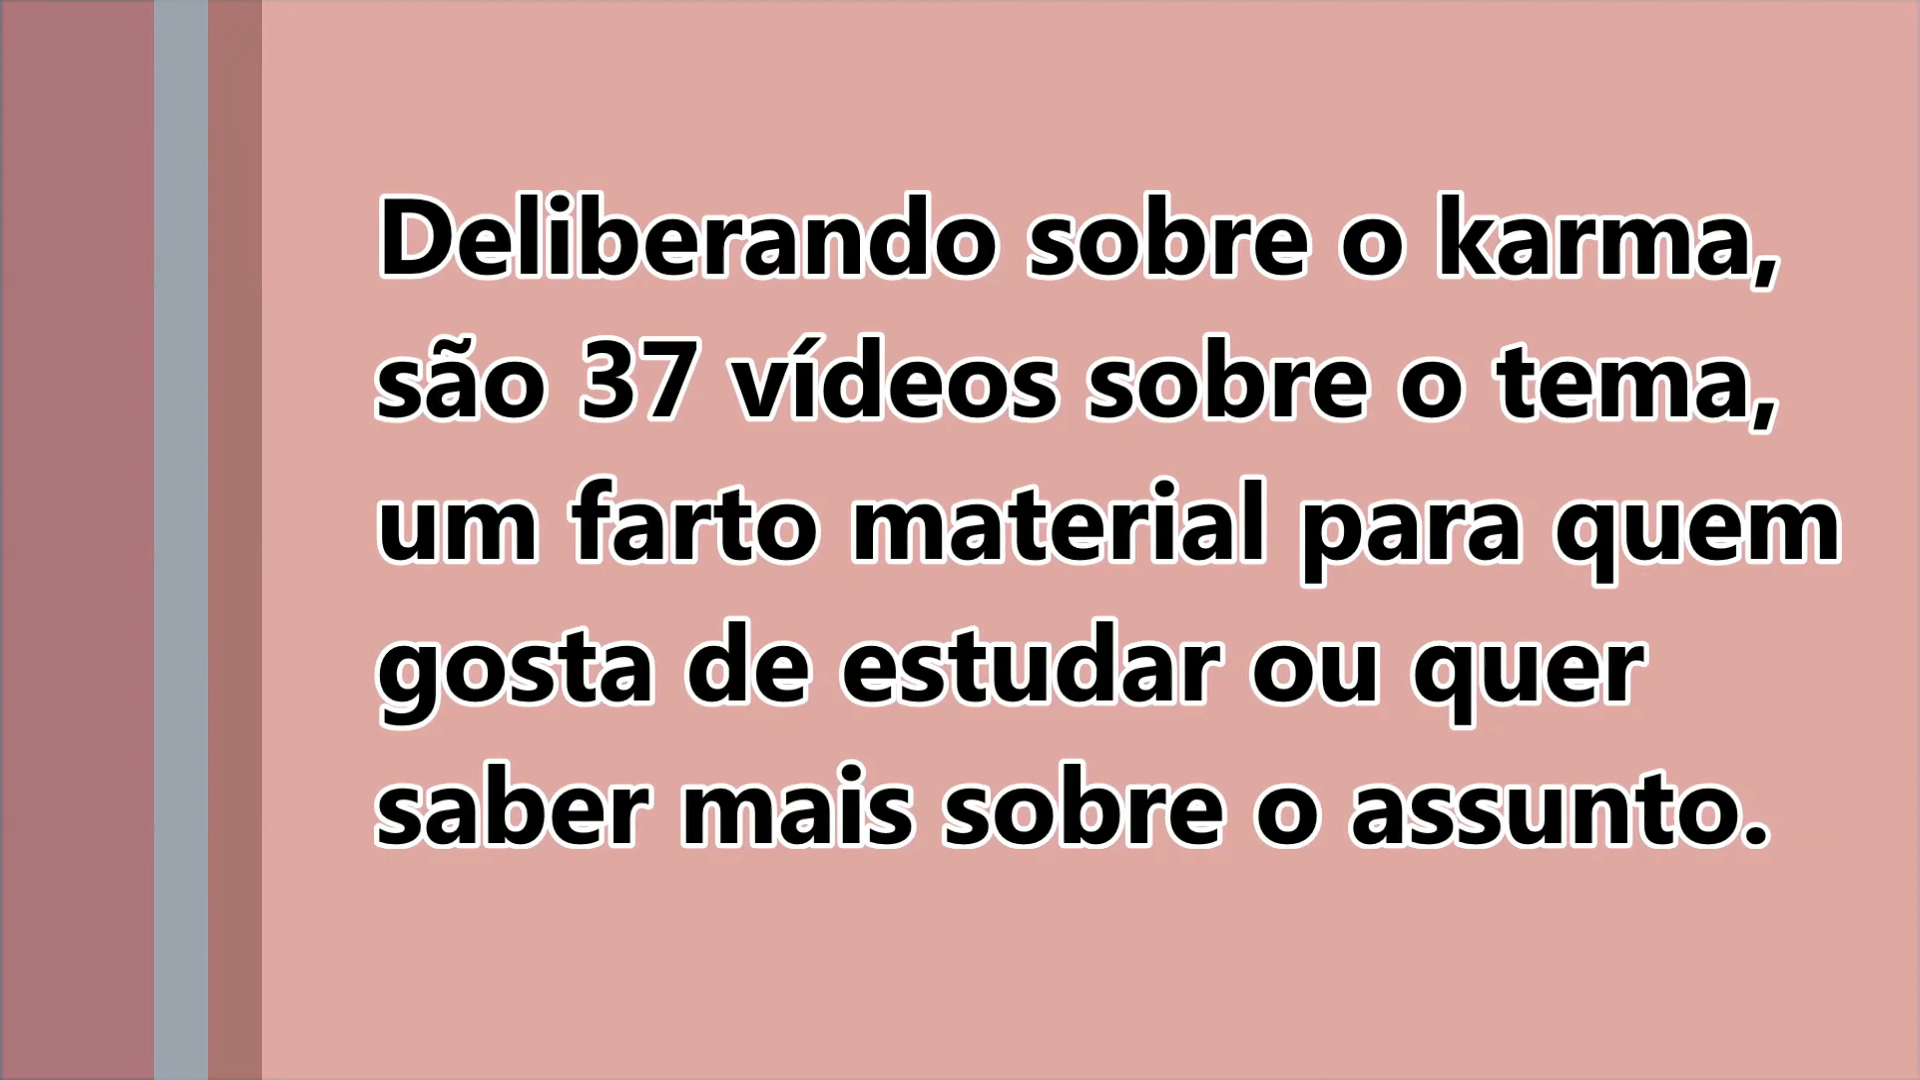 Deliberando sobre o karma,
são 37 vídeos sobre o tema,
um farto material para quem
gosta de estudar ou quer
saber mais sobre o assunto.